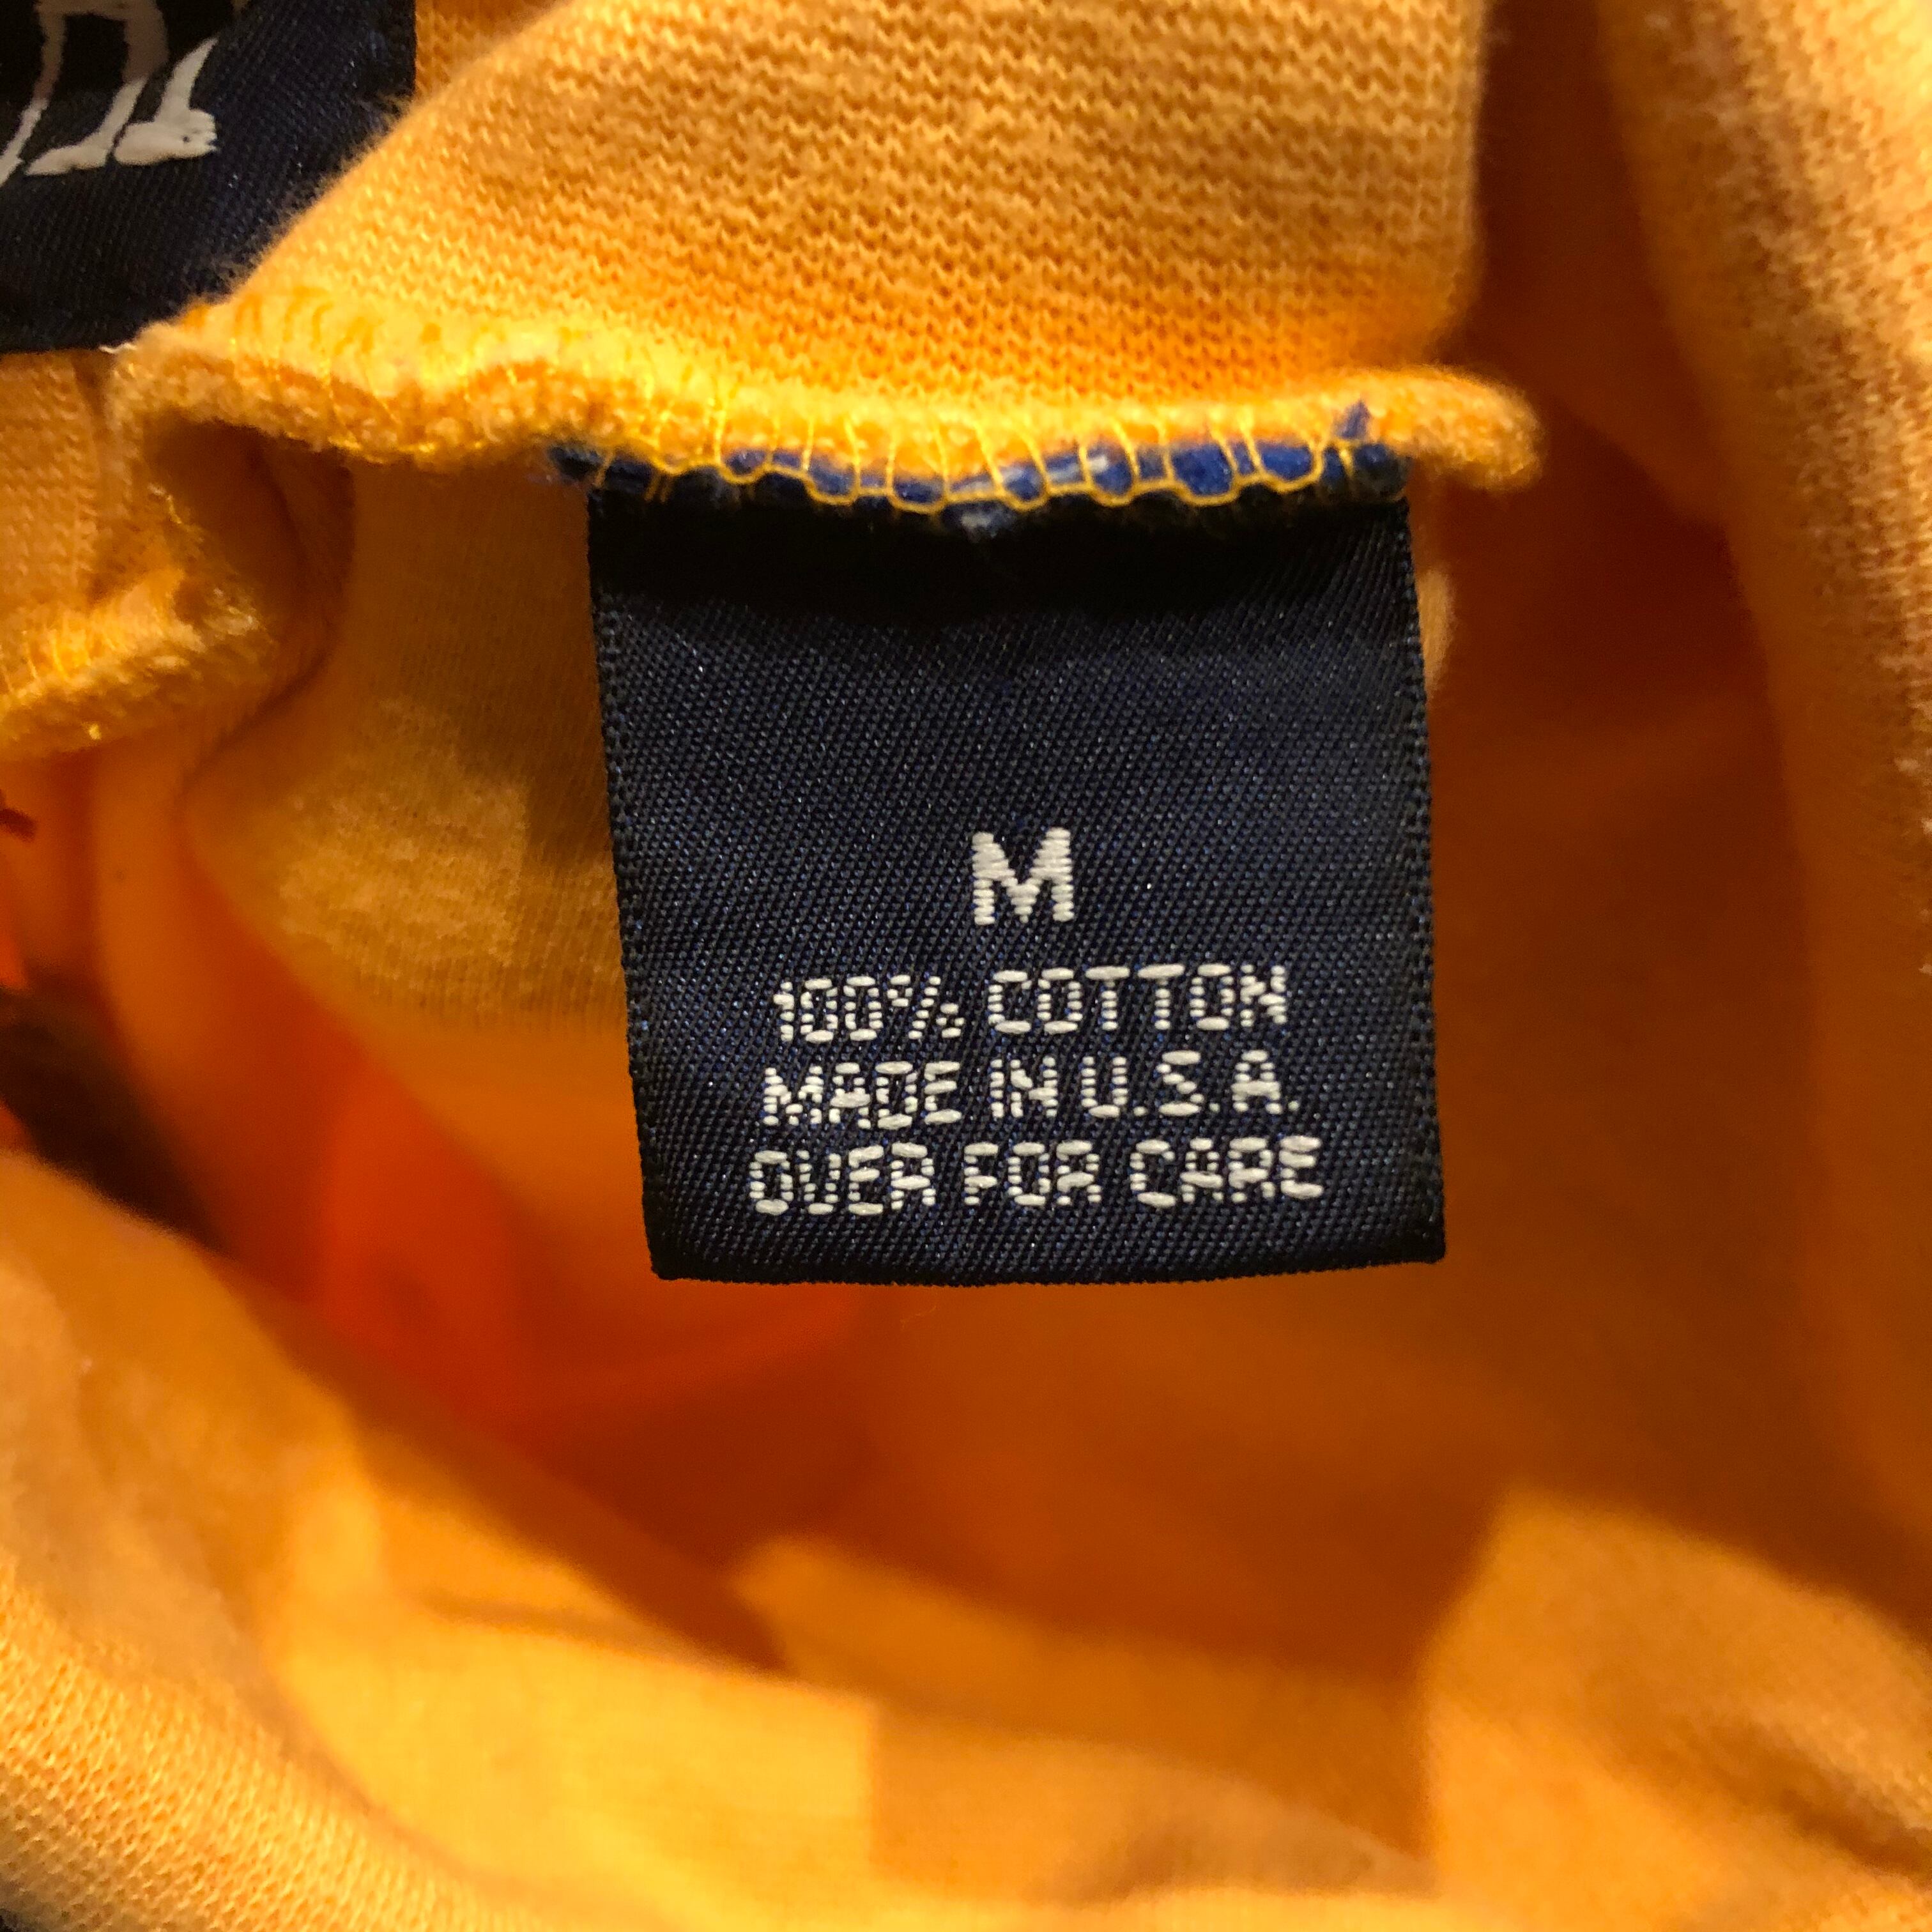 M
100% COTTON
MADE IN U.S.A.
OVER FOR CARE